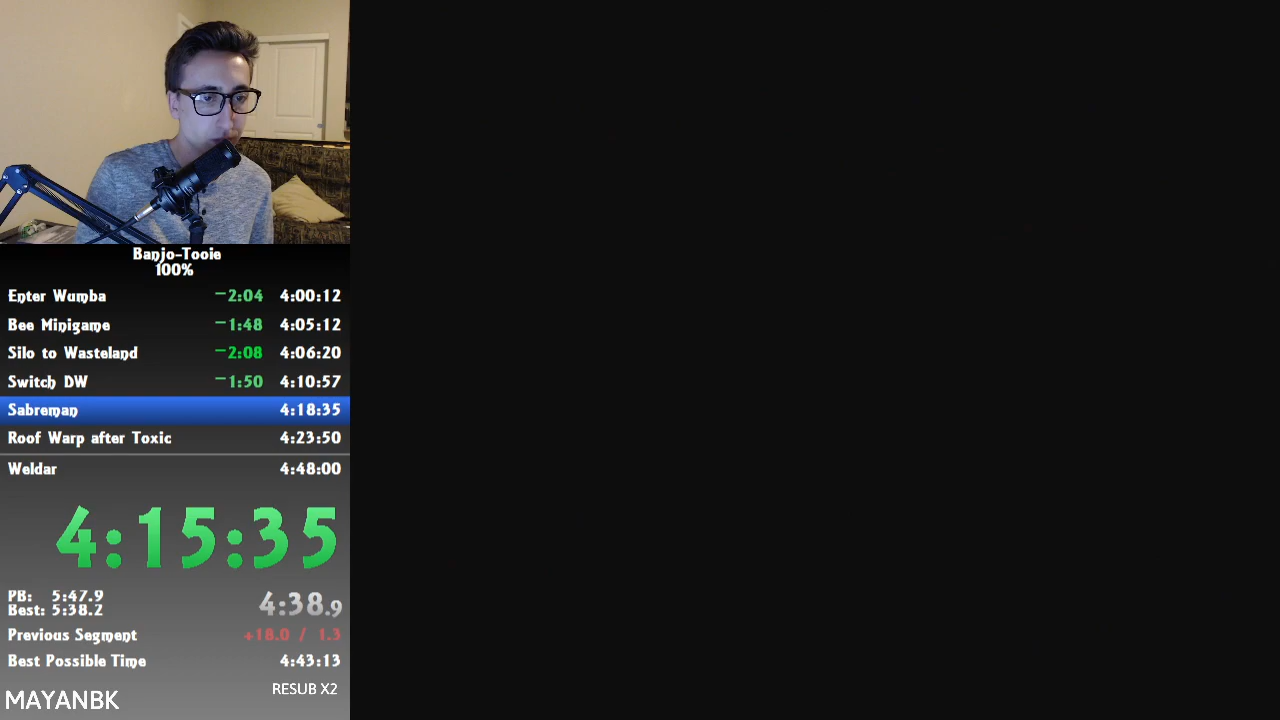 Banjo-Tooie
100%
Enter Wumba −2:04 4:00:12
Bee Minigame −1:48 4:05:12
Silo to Wasteland −2:08 4:06:20
Switch DW −1:50 4:10:57
Sabreman 4:18:35
Roof Warp after Toxic 4:23:50
Weldar 4:48:00
4:15:35
PB: 5:47.9
Best: 5:38.2
4:38.9
Previous Segment +18.0 / 1.3
Best Possible Time 4:43:13
MAYANBK RESUB X2